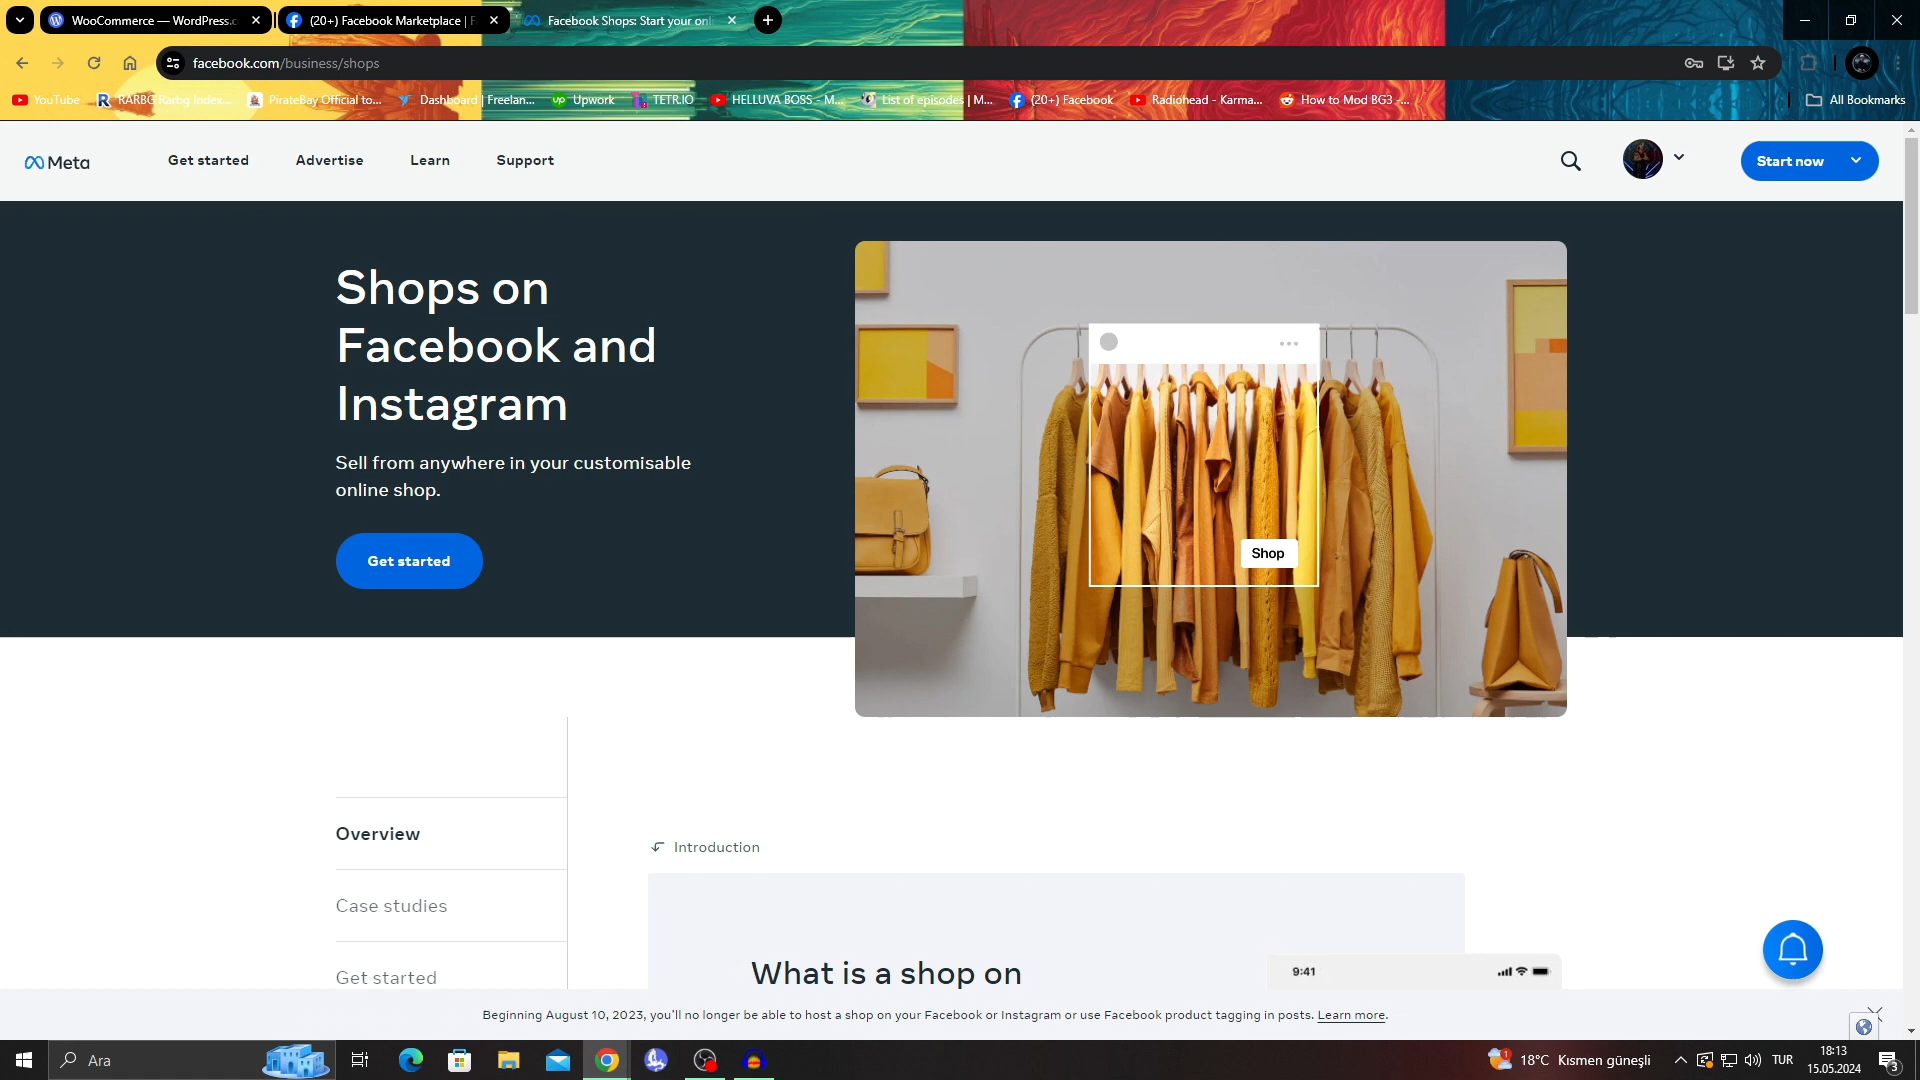 WooCommerce — WordPress.c
(20+) Facebook Marketplace | F
Facebook Shops: Start your onl
facebook.com/business/shops
YouTube
RARBG Rarbg Index...
PirateBay Official to...
Dashboard | Freelan...
Upwork
TETR.IO
HELLUVA BOSS - M...
List of episodes | M...
(20+) Facebook
Radiohead - Karma...
How to Mod BG3 -...
All Bookmarks
Meta
Get started
Advertise
Learn
Support
Start now
Shops on
Facebook and
Instagram
Sell from anywhere in your customisable
online shop.
Get started
Shop
Overview
Case studies
Get started
Introduction
What is a shop on
9:41
Beginning August 10, 2023, you'll no longer be able to host a shop on your Facebook or Instagram or use Facebook product tagging in posts. Learn more.
Ara
1
18°C Kısmen güneşli
TUR
18:13
15.05.2024
3